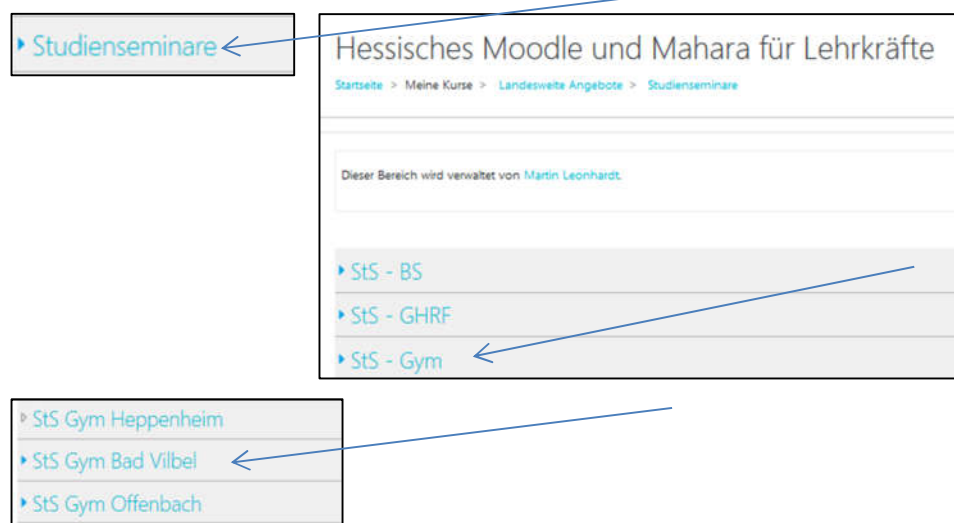 Studienseminare
Hessisches Moodle und Mahara für Lehrkräfte
Startseite > Meine Kurse > Landesweite Angebote > Studienseminare
Dieser Bereich wird verwaltet von Martin Leonhardt.
StS - BS
StS - GHRF
StS - Gym
StS Gym Heppenheim
StS Gym Bad Vilbel
StS Gym Offenbach